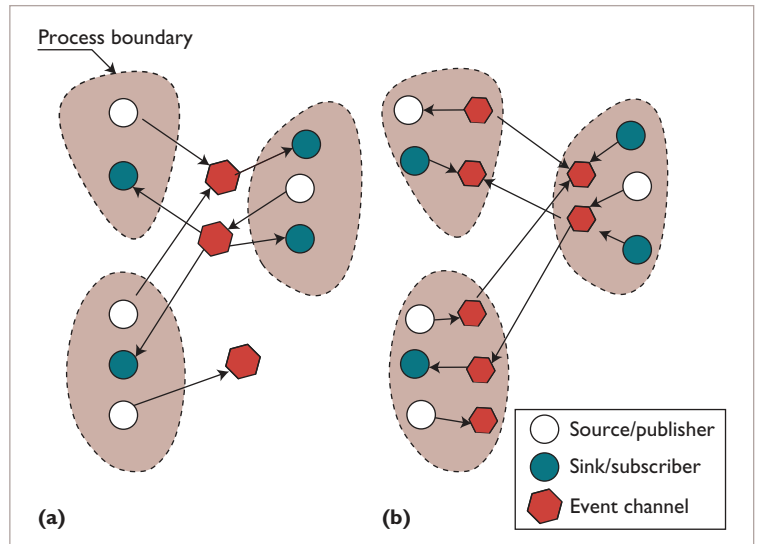 Process boundary
Source/publisher
Sink/subscriber
Event channel
(a)
(b)